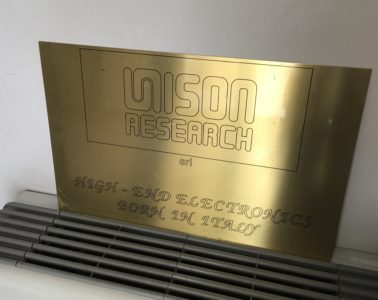 UNISON
RESEARCH
srl
HIGH - END ELECTRONICS
BORN IN ITALY